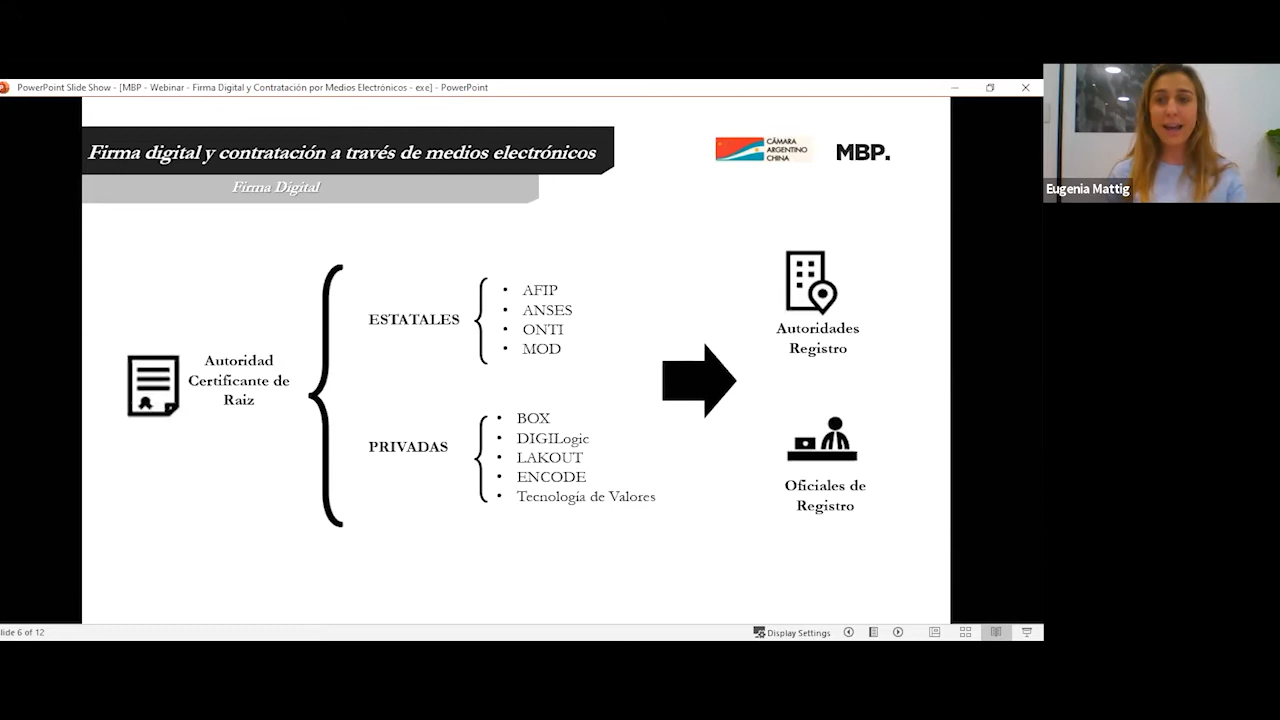 PowerPoint Slide Show - [MBP - Webinar - Firma Digital y Contratación por Medios Electrónicos - exe] - PowerPoint
Firma digital y contratación a través de medios electrónicos
Firma Digital
CÁMARA
ARGENTINO
CHINA
MBP.
Eugenia Mattig
Autoridad
Certificante de
Raiz
ESTATALES
• AFIP
• ANSES
• ONTI
• MOD
PRIVADAS
• BOX
• DIGILogic
• LAKOUT
• ENCODE
• Tecnología de Valores
Autoridades
Registro
Oficiales de
Registro
lide 6 of 12
Display Settings